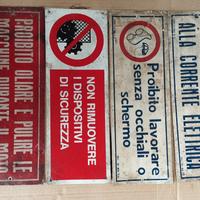 PROIBITO OLIARE E PULIRE LE
MACCHINE DURANTE IL MOTO
NON RIMUOVERE
I DISPOSITIVI
DI SICUREZZA
Proibito lavorare
senza occhiali o
schermo
ALLA CORRENTE ELETTRICA